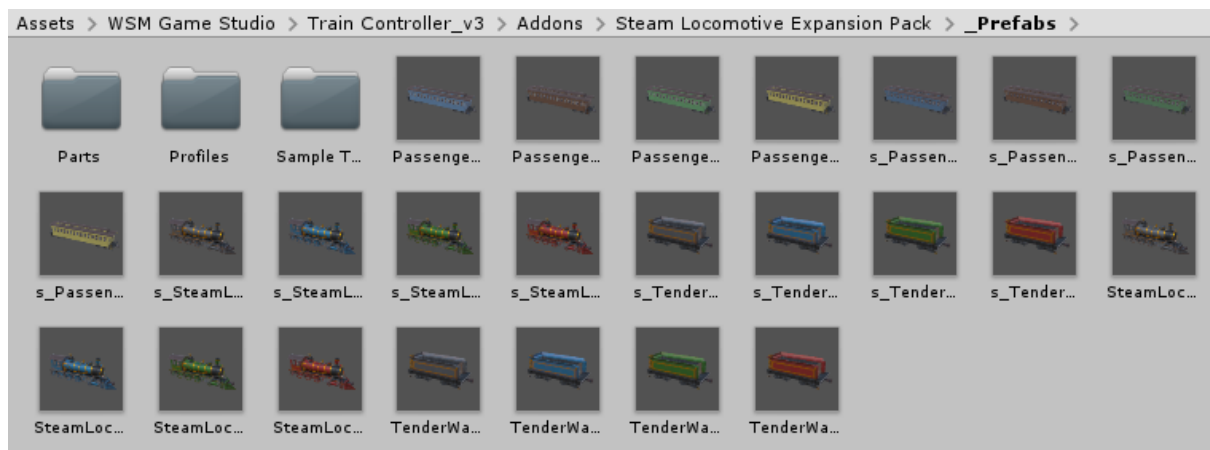 Assets > WSM Game Studio > Train Controller_v3 > Addons > Steam Locomotive Expansion Pack > _Prefabs >
Parts Profiles Sample T... Passenge... Passenge... Passenge... Passenge... s_Passen... s_Passen... s_Passen...
s_Passen... s_SteamL... s_SteamL... s_SteamL... s_SteamL... s_Tender... s_Tender... s_Tender... s_Tender... SteamLoc...
SteamLoc... SteamLoc... SteamLoc... TenderWa... TenderWa... TenderWa... TenderWa...